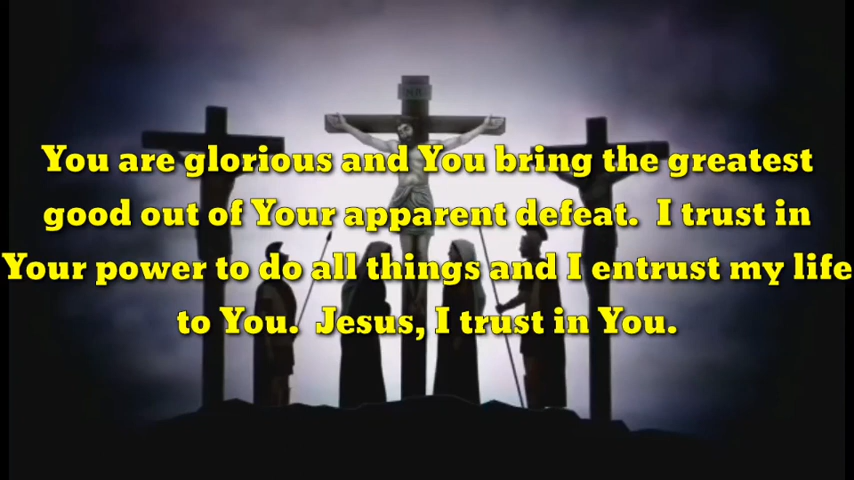 You are glorious and You bring the greatest
good out of Your apparent defeat. I trust in
Your power to do all things and I entrust my life
to You. Jesus, I trust in You.